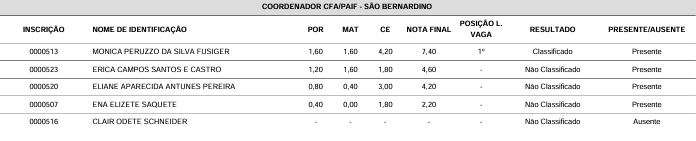 COORDENADOR CFA/PAIF - SÃO BERNARDINO
INSCRIÇÃO NOME DE IDENTIFICAÇÃO POR MAT CE NOTA FINAL POSIÇÃO L. VAGA RESULTADO PRESENTE/AUSENTE
0000513 MONICA PERUZZO DA SILVA FUSIGER 1,60 1,60 4,20 7,40 1º Classificado Presente
0000523 ERICA CAMPOS SANTOS E CASTRO 1,20 1,60 1,80 4,60 - Não Classificado Presente
0000520 ELIANE APARECIDA ANTUNES PEREIRA 0,80 0,40 3,00 4,20 - Não Classificado Presente
0000507 ENA ELIZETE SAQUETE 0,40 0,00 1,80 2,20 - Não Classificado Presente
0000516 CLAIR ODETE SCHNEIDER - - - - - Não Classificado Ausente